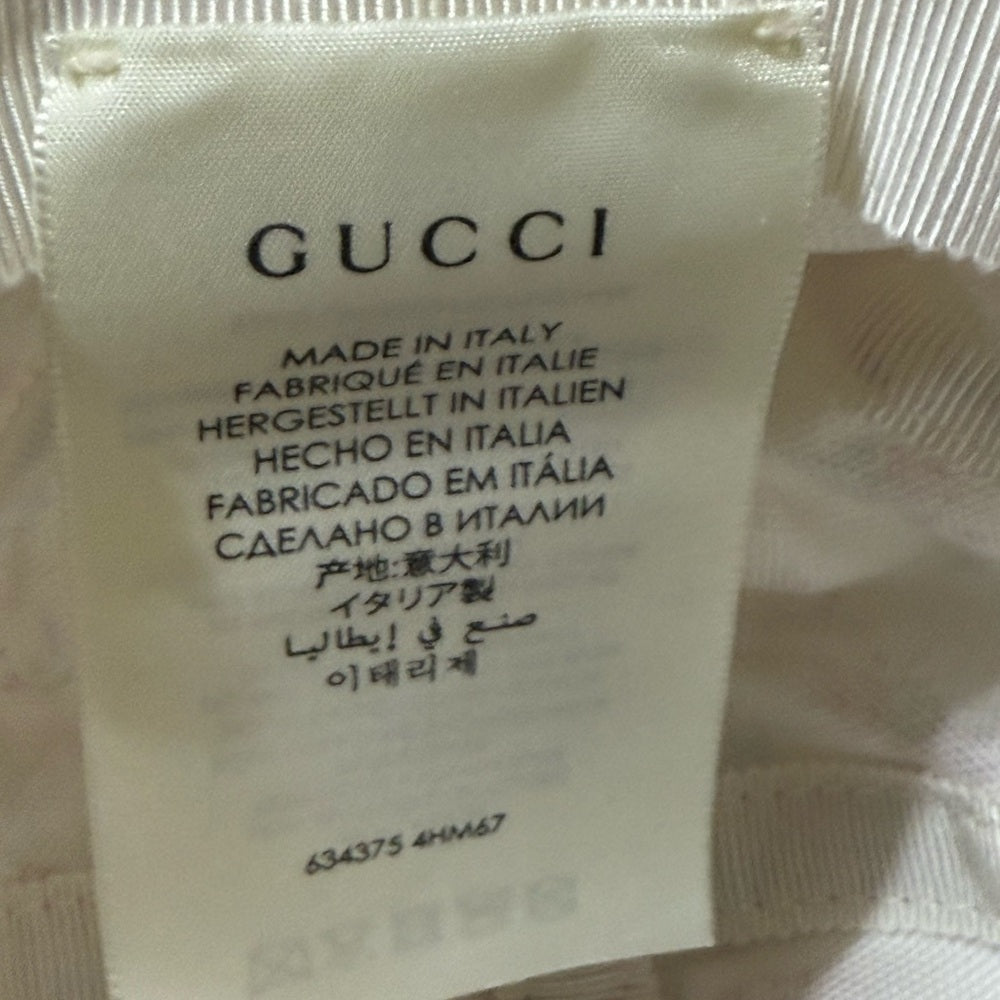 GUCCI
MADE IN ITALY
FABRIQUÉ EN ITALIE
HERGESTELLT IN ITALIEN
HECHO EN ITALIA
FABRICADO EM ITÁLIA
СДЕЛАНО В ИТАЛИИ
产地:意大利
イタリア製
صنع في إيطاليا
이태리제
634375 4HM67